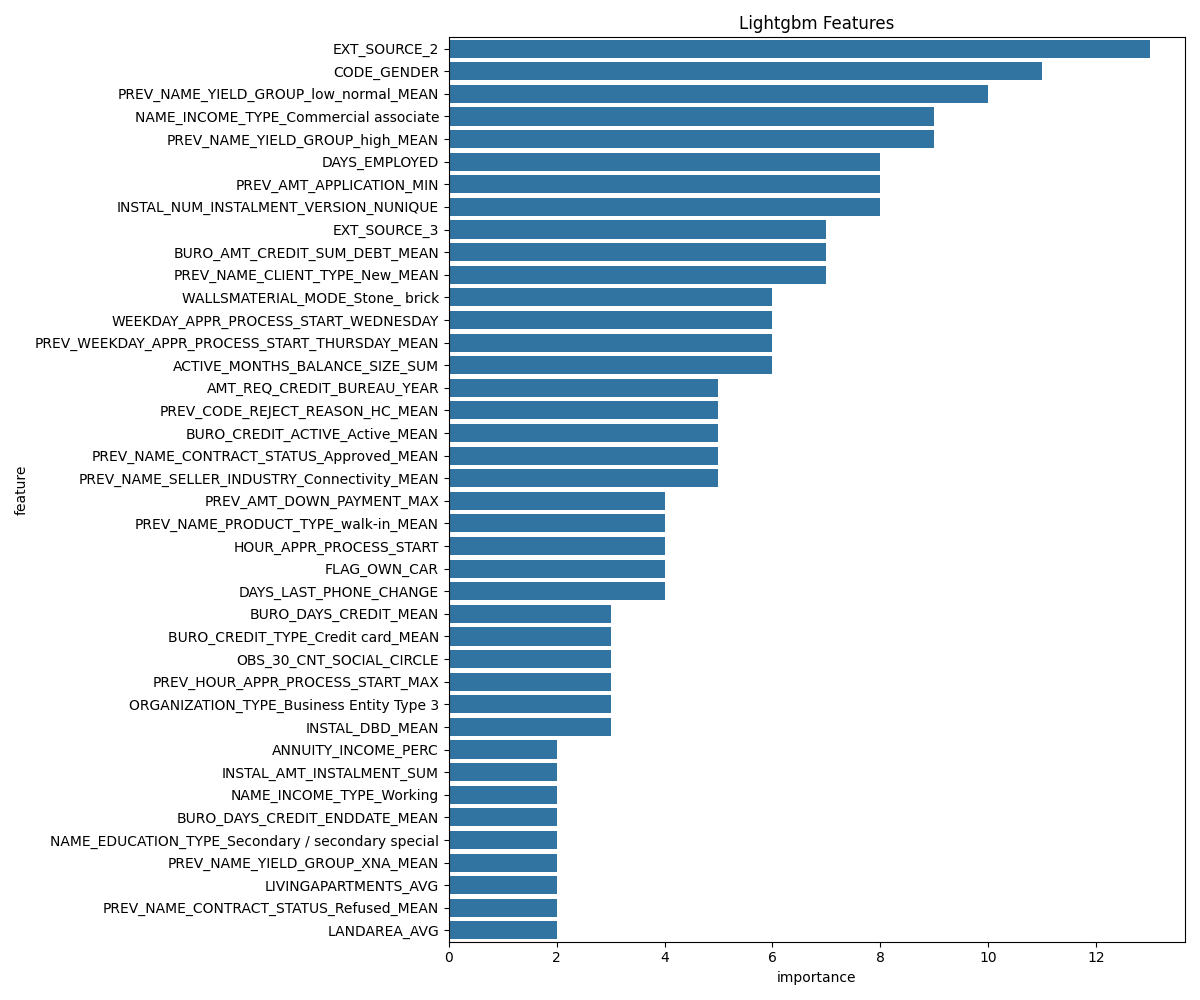 Lightgbm Features
EXT_SOURCE_2
CODE_GENDER
PREV_NAME_YIELD_GROUP_low_normal_MEAN
NAME_INCOME_TYPE_Commercial associate
PREV_NAME_YIELD_GROUP_high_MEAN
DAYS_EMPLOYED
PREV_AMT_APPLICATION_MIN
INSTAL_NUM_INSTALMENT_VERSION_NUNIQUE
EXT_SOURCE_3
BURO_AMT_CREDIT_SUM_DEBT_MEAN
PREV_NAME_CLIENT_TYPE_New_MEAN
WALLSMATERIAL_MODE_Stone_ brick
WEEKDAY_APPR_PROCESS_START_WEDNESDAY
PREV_WEEKDAY_APPR_PROCESS_START_THURSDAY_MEAN
ACTIVE_MONTHS_BALANCE_SIZE_SUM
AMT_REQ_CREDIT_BUREAU_YEAR
PREV_CODE_REJECT_REASON_HC_MEAN
BURO_CREDIT_ACTIVE_Active_MEAN
PREV_NAME_CONTRACT_STATUS_Approved_MEAN
PREV_NAME_SELLER_INDUSTRY_Connectivity_MEAN
PREV_AMT_DOWN_PAYMENT_MAX
PREV_NAME_PRODUCT_TYPE_walk-in_MEAN
HOUR_APPR_PROCESS_START
FLAG_OWN_CAR
DAYS_LAST_PHONE_CHANGE
BURO_DAYS_CREDIT_MEAN
BURO_CREDIT_TYPE_Credit card_MEAN
OBS_30_CNT_SOCIAL_CIRCLE
PREV_HOUR_APPR_PROCESS_START_MAX
ORGANIZATION_TYPE_Business Entity Type 3
INSTAL_DBD_MEAN
ANNUITY_INCOME_PERC
INSTAL_AMT_INSTALMENT_SUM
NAME_INCOME_TYPE_Working
BURO_DAYS_CREDIT_ENDDATE_MEAN
NAME_EDUCATION_TYPE_Secondary / secondary special
PREV_NAME_YIELD_GROUP_XNA_MEAN
LIVINGAPARTMENTS_AVG
PREV_NAME_CONTRACT_STATUS_Refused_MEAN
LANDAREA_AVG
feature
0 2 4 6 8 10 12
importance